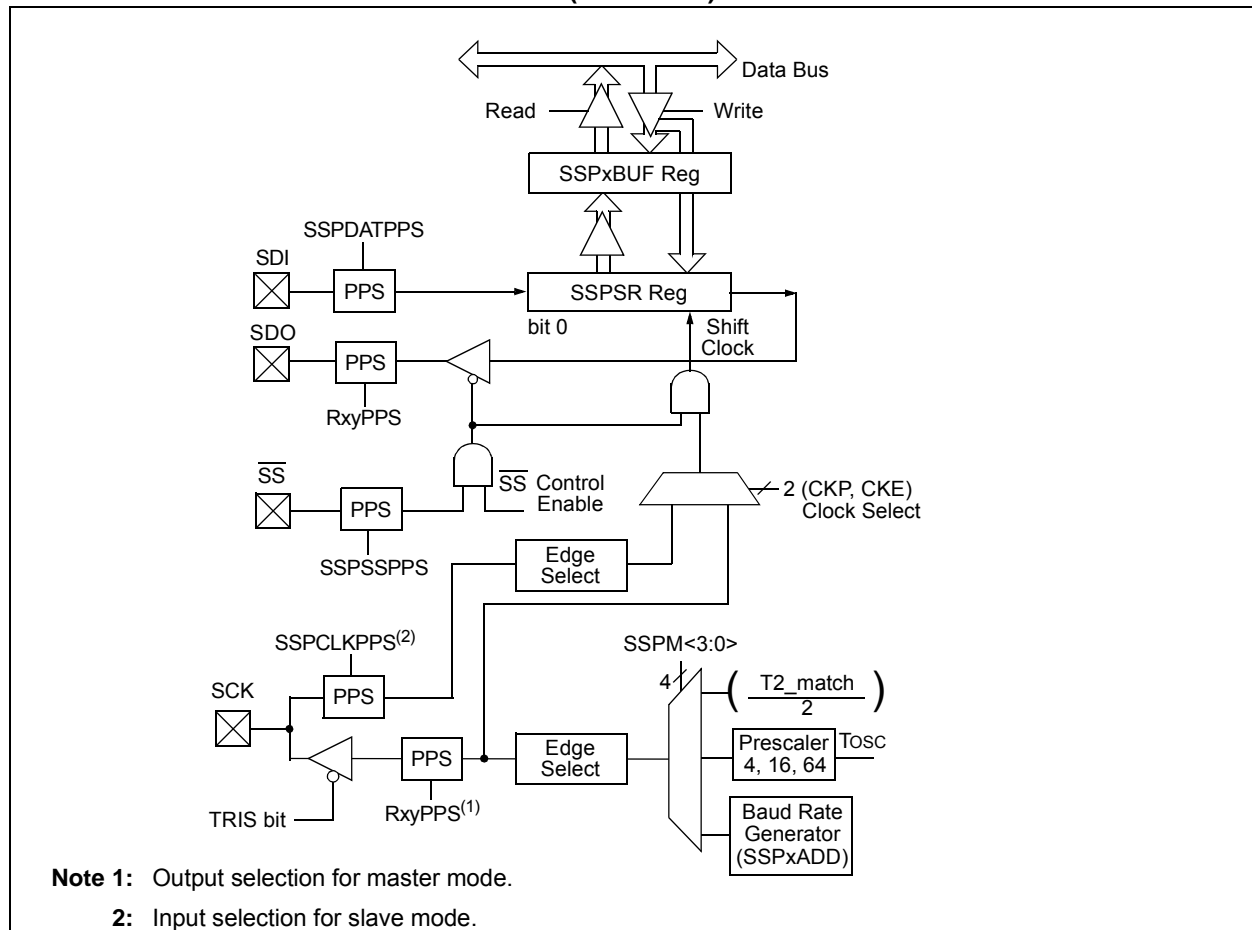 Data Bus
Read
Write
SSPxBUF Reg
SSPDATPPS
SDI
PPS
SSPSR Reg
bit 0
Shift
Clock
SDO
PPS
RxyPPS
SS
PPS
SSPSSPPS
SS Control
Enable
2 (CKP, CKE)
Clock Select
Edge
Select
SSPCLKPPS(2)
SCK
PPS
SSPM<3:0>
4
( T2_match )
2
PPS
RxyPPS(1)
Edge
Select
Prescaler
4, 16, 64
TOSC
TRIS bit
Baud Rate
Generator
(SSPxADD)
Note 1: Output selection for master mode.
2: Input selection for slave mode.